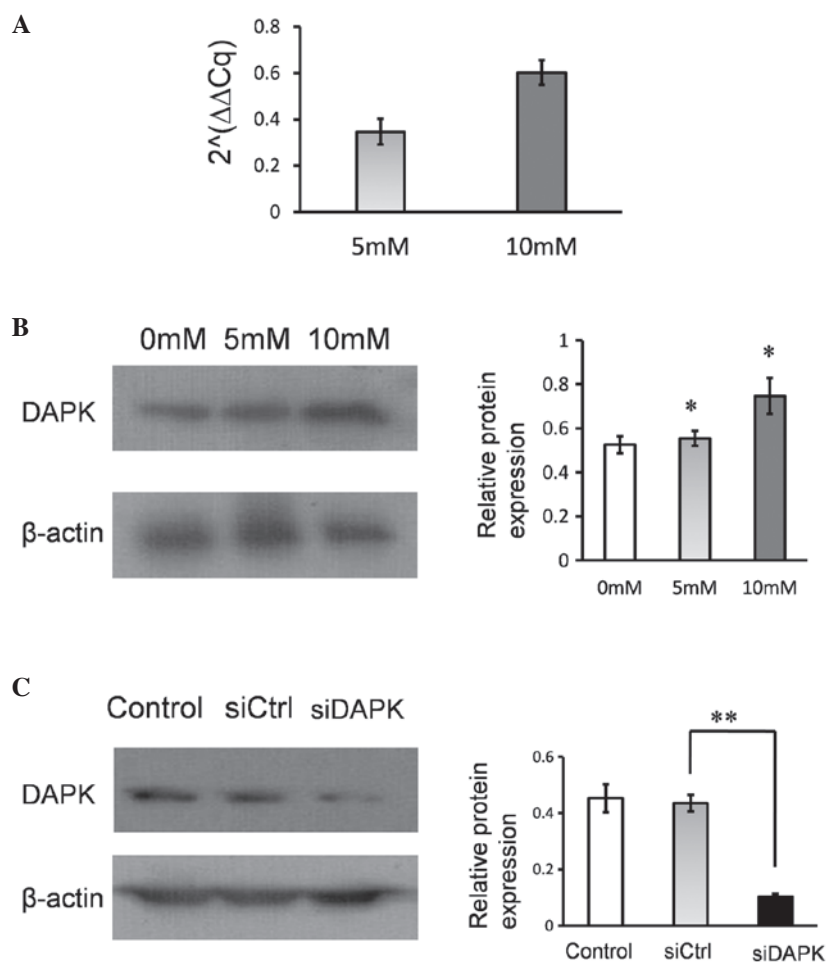 A
2^(ΔΔCq)
0.8
0.6
0.4
0.2
0
5mM
10mM
B
0mM 5mM 10mM
DAPK
β-actin
Relative protein
expression
1
0.8
0.6
0.4
0.2
0
*
*
0mM
5mM
10mM
C
Control siCtrl siDAPK
DAPK
β-actin
Relative protein
expression
0.6
0.4
0.2
0
**
Control
siCtrl
siDAPK